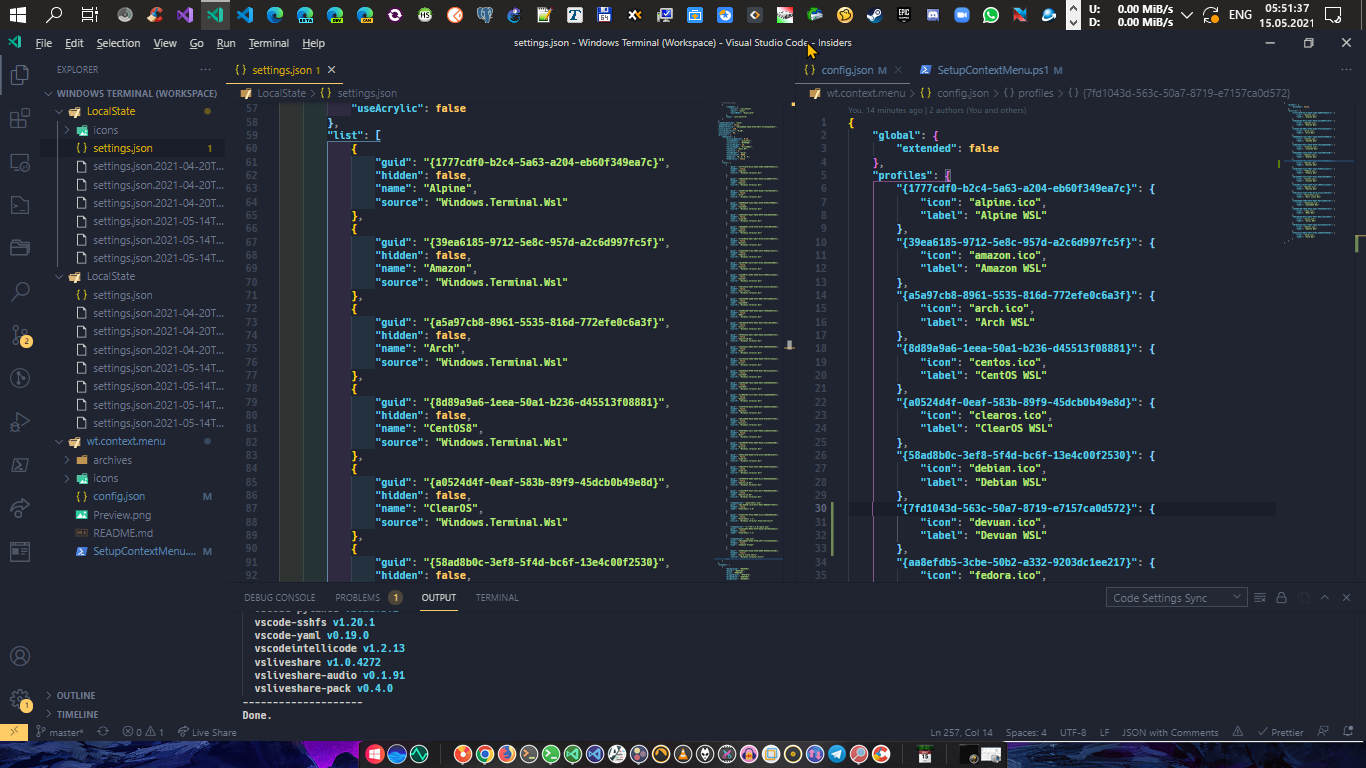 U: 0.00 MB/s
D: 0.00 MB/s
ENG
05:51:37
15.05.2021
File Edit Selection View Go Run Terminal Help
settings.json - Windows Terminal (Workspace) - Visual Studio Code - Insiders
EXPLORER
WINDOWS TERMINAL (WORKSPACE)
LocalState
icons
settings.json 1
settings.json.2021-04-20T...
settings.json.2021-04-20T...
settings.json.2021-05-14T...
settings.json.2021-05-14T...
settings.json.2021-05-14T...
settings.json.2021-05-14T...
LocalState
settings.json
settings.json.2021-04-20T...
settings.json.2021-04-20T...
settings.json.2021-05-14T...
settings.json.2021-05-14T...
settings.json.2021-05-14T...
settings.json.2021-05-14T...
settings.json.2021-05-14T...
wt.context.menu
archives
icons
config.json M
Preview.png
README.md
SetupContextMenu.... M
OUTLINE
TIMELINE
settings.json 1
LocalState > {} settings.json
57 "useAcrylic": false
58 },
59 "list": [
60 {
61 "guid": "{1777cdf0-b2c4-5a63-a204-eb60f349ea7c}",
62 "hidden": false,
63 "name": "Alpine",
64 "source": "Windows.Terminal.Wsl"
65 },
66 {
67 "guid": "{39ea6185-9712-5e8c-957d-a2c6d997fc5f}",
68 "hidden": false,
69 "name": "Amazon",
70 "source": "Windows.Terminal.Wsl"
71 },
72 {
73 "guid": "{a5a97cb8-8961-5535-816d-772efe0c6a3f}",
74 "hidden": false,
75 "name": "Arch",
76 "source": "Windows.Terminal.Wsl"
77 },
78 {
79 "guid": "{8d89a9a6-1eea-50a1-b236-d45513f08881}",
80 "hidden": false,
81 "name": "CentOS8",
82 "source": "Windows.Terminal.Wsl"
83 },
84 {
85 "guid": "{a0524d4f-0eaf-583b-89f9-45dcb0b49e8d}",
86 "hidden": false,
87 "name": "ClearOS",
88 "source": "Windows.Terminal.Wsl"
89 },
90 {
91 "guid": "{58ad8b0c-3ef8-5f4d-bc6f-13e4c00f2530}",
92 "hidden": false,
{} config.json M
SetupContextMenu.ps1 M
wt.context.menu > {} config.json > {} profiles > {} {7fd1043d-563c-50a7-8719-e7157ca0d572}
You, 14 minutes ago | 2 authors (You and others)
1 {
2 "global": {
3 "extended": false
4 },
5 "profiles": {
6 "{1777cdf0-b2c4-5a63-a204-eb60f349ea7c}": {
7 "icon": "alpine.ico",
8 "label": "Alpine WSL"
9 },
10 "{39ea6185-9712-5e8c-957d-a2c6d997fc5f}": {
11 "icon": "amazon.ico",
12 "label": "Amazon WSL"
13 },
14 "{a5a97cb8-8961-5535-816d-772efe0c6a3f}": {
15 "icon": "arch.ico",
16 "label": "Arch WSL"
17 },
18 "{8d89a9a6-1eea-50a1-b236-d45513f08881}": {
19 "icon": "centos.ico",
20 "label": "CentOS WSL"
21 },
22 "{a0524d4f-0eaf-583b-89f9-45dcb0b49e8d}": {
23 "icon": "clearos.ico",
24 "label": "ClearOS WSL"
25 },
26 "{58ad8b0c-3ef8-5f4d-bc6f-13e4c00f2530}": {
27 "icon": "debian.ico",
28 "label": "Debian WSL"
29 },
30 "{7fd1043d-563c-50a7-8719-e7157ca0d572}": {
31 "icon": "devuan.ico",
32 "label": "Devuan WSL"
33 },
34 "{aa8efdb5-3cbe-50b2-a332-9203dc1ee217}": {
35 "icon": "fedora.ico",
DEBUG CONSOLE PROBLEMS 1 OUTPUT TERMINAL
Code Settings Sync
vscode-sshfs v1.20.1
vscode-yaml v0.19.0
vscodeintellicode v1.2.13
vsliveshare v1.0.4272
vsliveshare-audio v0.1.91
vsliveshare-pack v0.4.0
--------------------
Done.
master* 0 1 Live Share
Ln 257, Col 14 Spaces: 4 UTF-8 LF JSON with Comments Prettier